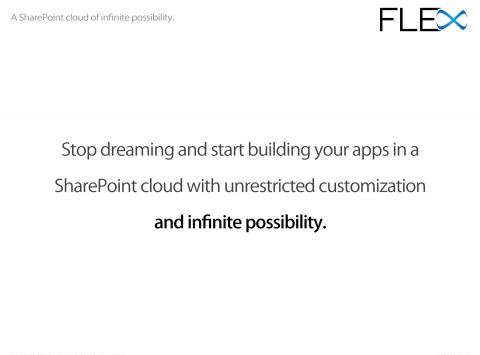 A SharePoint cloud of infinite possibility.
FLEX
Stop dreaming and start building your apps in a
SharePoint cloud with unrestricted customization
and infinite possibility.